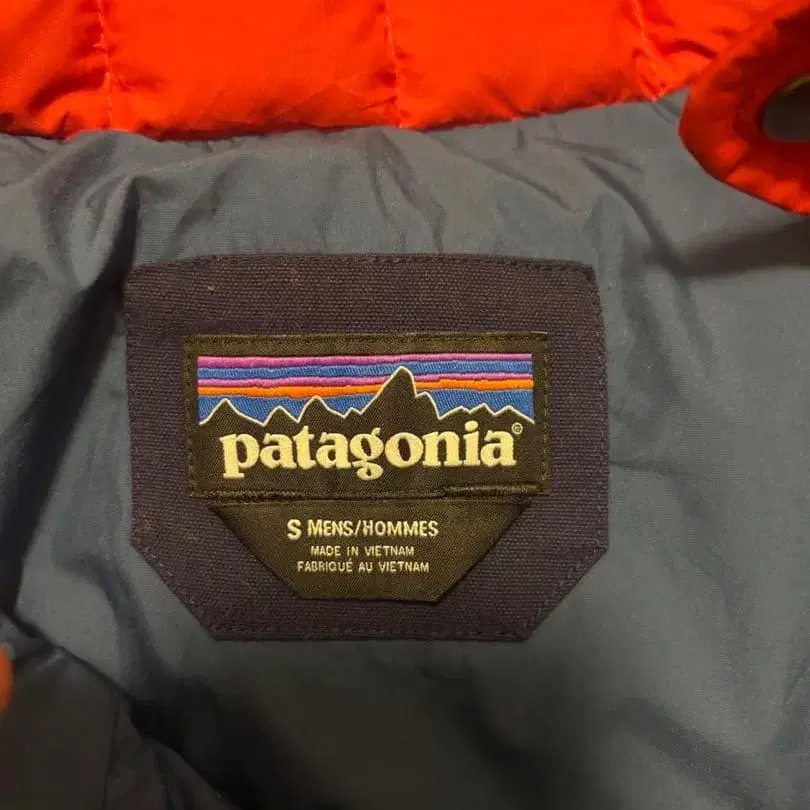 patagonia®
S MENS/HOMMES
MADE IN VIETNAM
FABRIQUÉ AU VIETNAM